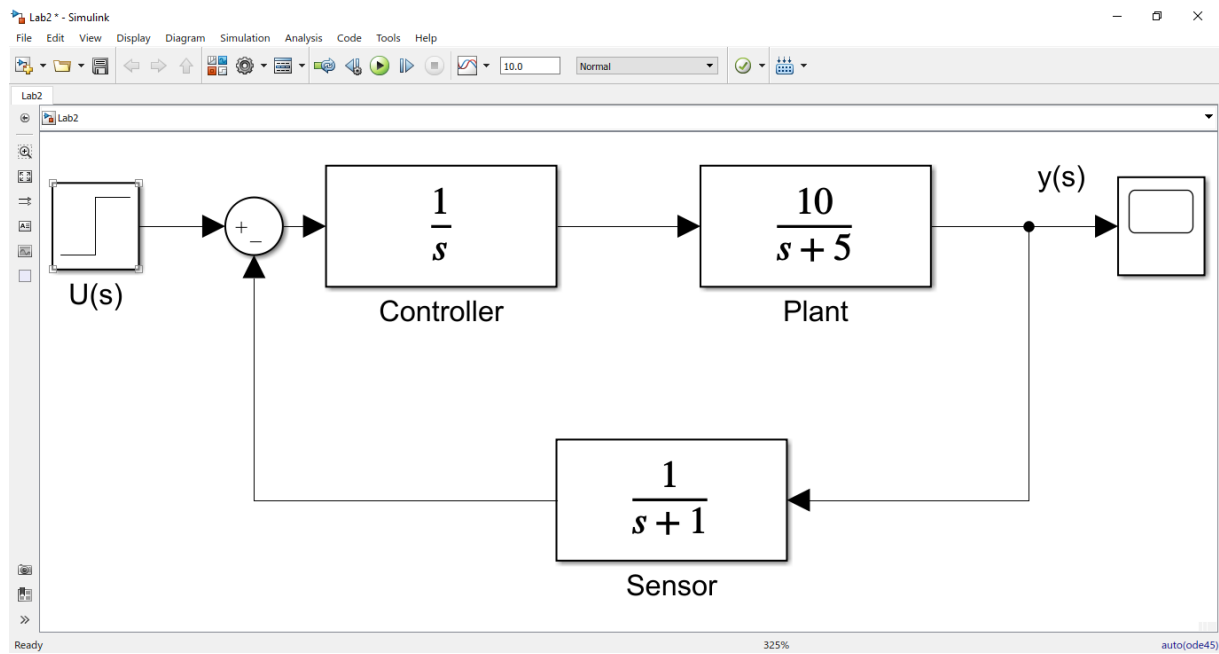 Lab2 * - Simulink
File Edit View Display Diagram Simulation Analysis Code Tools Help
10.0 Normal
Lab2
Lab2
U(s)
+
−
1
s
Controller
10
s + 5
Plant
y(s)
1
s + 1
Sensor
Ready 325% auto(ode45)